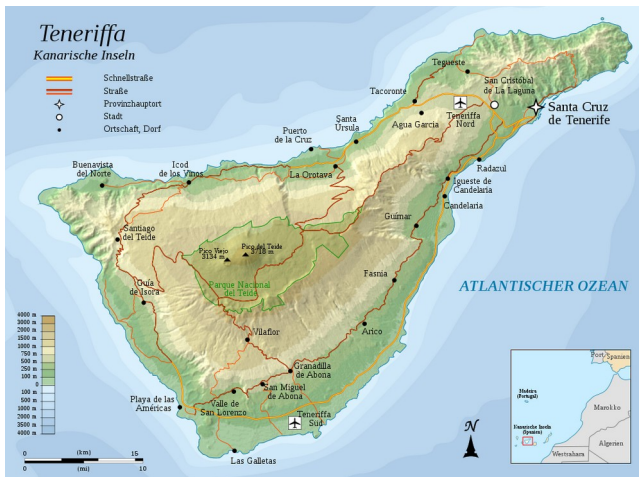 Teneriffa
Kanarische Inseln
Schnellstraße
Straße
Provinzhauptort
Stadt
Ortschaft, Dorf
Tegueste
San Cristóbal
de La Laguna
Tacoronte
Teneriffa
Nord
Santa Cruz
de Tenerife
Agua García
Santa
Úrsula
Puerto
de la Cruz
La Orotava
Radazul
Buenavista
del Norte
Icod
de los Vinos
Igueste de
Candelaria
Candelaria
Santiago
del Teide
Guímar
Pico Viejo
3134 m
Pico del Teide
3718 m
Parque Nacional
del Teide
Fasnia
Guía
de Isora
ATLANTISCHER OZEAN
Vilaflor
Arico
Granadilla
de Abona
San Miguel
de Abona
Valle de
San Lorenzo
Playa de las
Américas
Teneriffa
Süd
Las Galletas
4000 m
3000 m
2000 m
1500 m
1000 m
750 m
500 m
250 m
100 m
0
100 m
500 m
1000 m
2000 m
3000 m
4000 m
0 (km) 15
0 (mi) 10
N
Port.
Spanien
Madeira
(Portugal)
Marokko
Kanarische Inseln
(Spanien)
Algerien
Westsahara